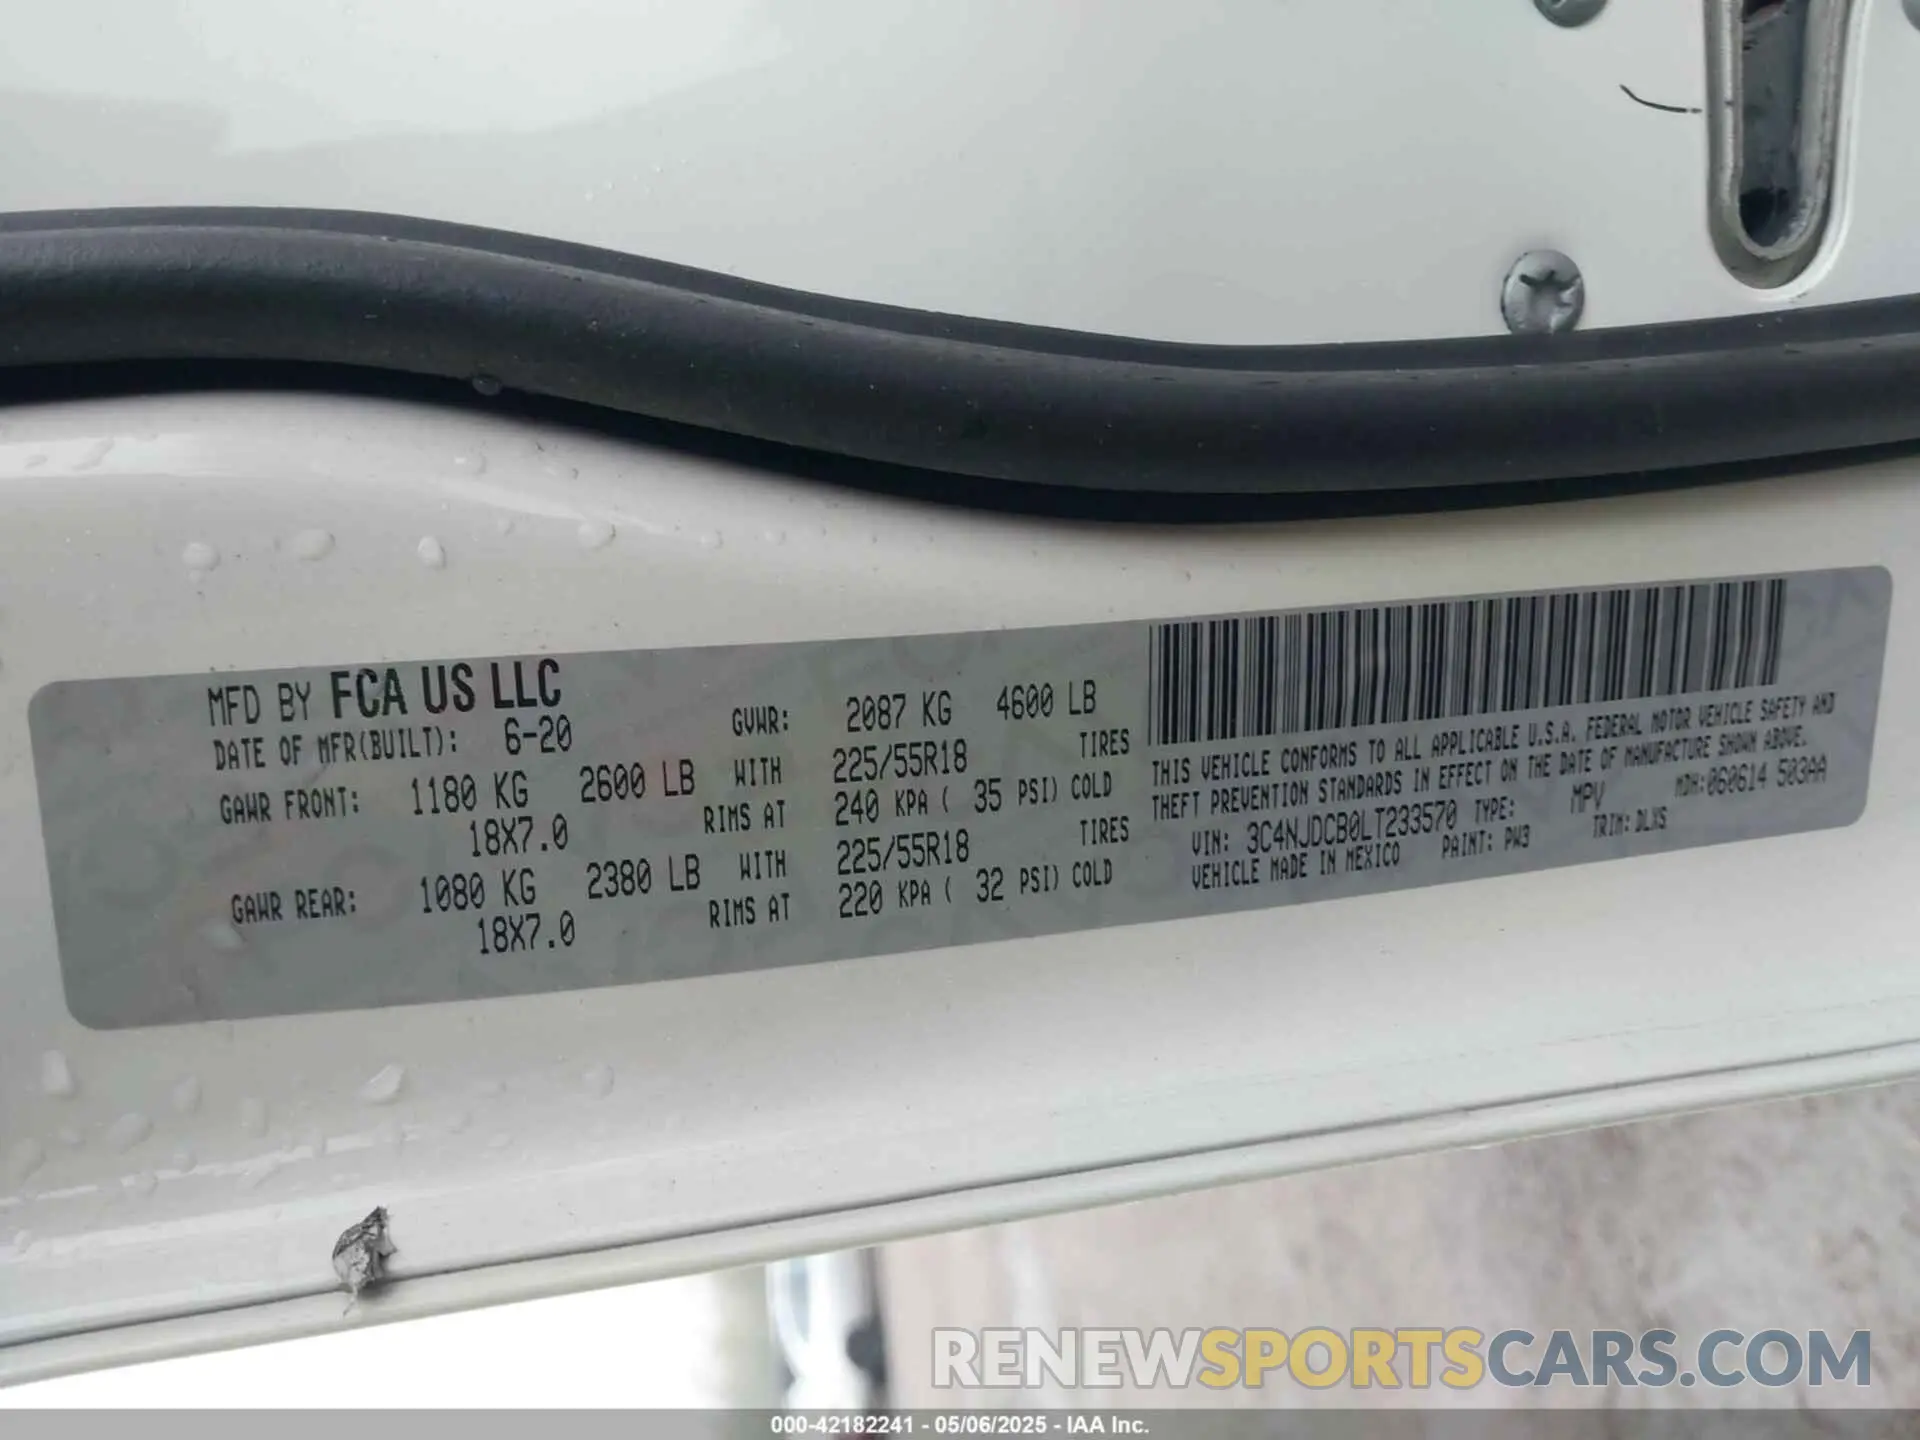 MFD BY FCA US LLC
DATE OF MFR(BUILT): 6-20 GVWR: 2087 KG 4600 LB
GAWR FRONT: 1180 KG 2600 LB WITH 225/55R18 TIRES
18X7.0 RIMS AT 240 KPA ( 35 PSI) COLD
GAWR REAR: 1080 KG 2380 LB WITH 225/55R18 TIRES
18X7.0 RIMS AT 220 KPA ( 32 PSI) COLD
THIS VEHICLE CONFORMS TO ALL APPLICABLE U.S.A. FEDERAL MOTOR VEHICLE SAFETY AND
THEFT PREVENTION STANDARDS IN EFFECT ON THE DATE OF MANUFACTURE SHOWN ABOVE.
VIN: 3C4NJDCB0LT233570 TYPE: MPV MDH:060614 503AA
VEHICLE MADE IN MEXICO PAINT: PW3 TRIM: DLXS
RENEWSPORTSCARS.COM
000-42182241 - 05/06/2025 - IAA Inc.